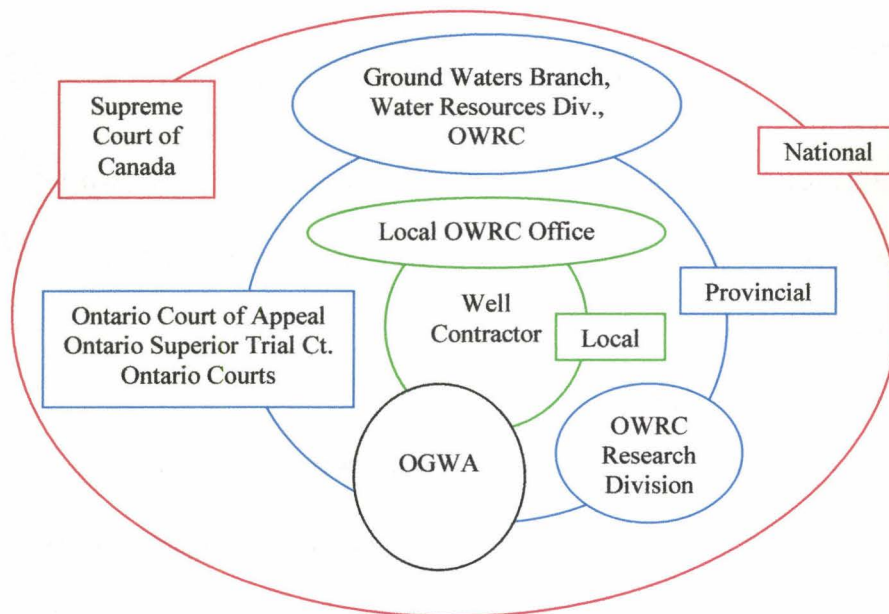 Ground Waters Branch,
Water Resources Div.,
OWRC
Supreme
Court of
Canada
National
Local OWRC Office
Provincial
Well
Contractor
Local
Ontario Court of Appeal
Ontario Superior Trial Ct.
Ontario Courts
OGWA
OWRC
Research
Division